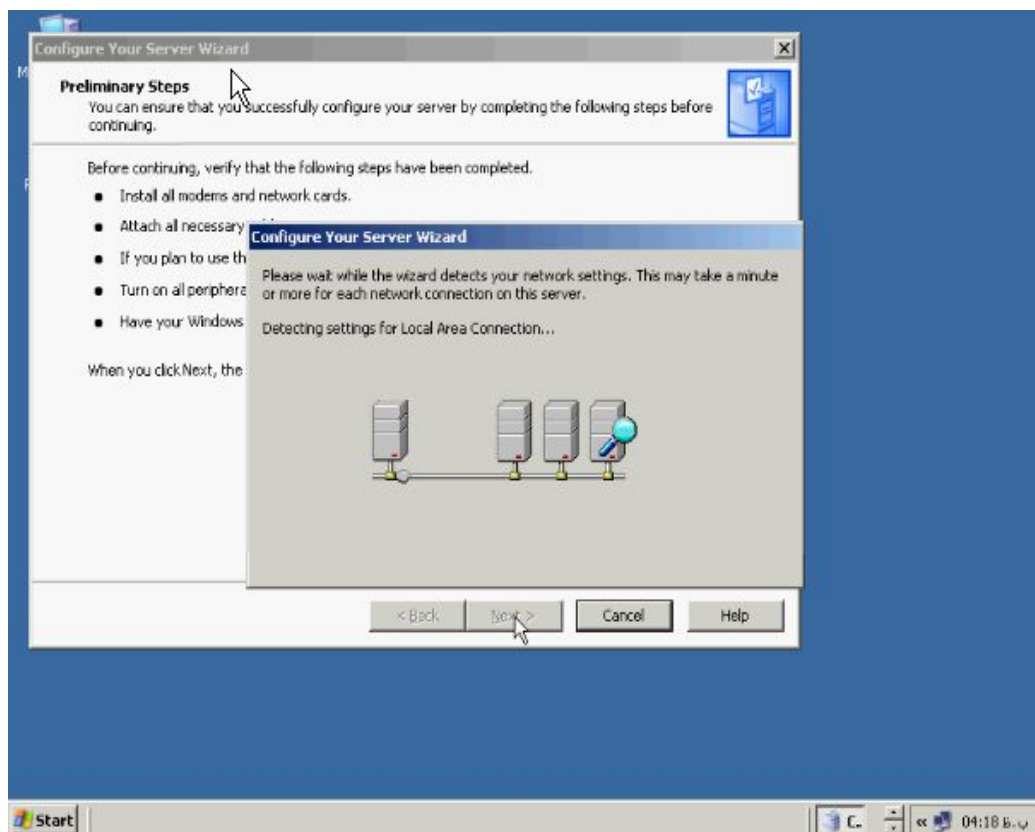 Configure Your Server Wizard
Preliminary Steps
You can ensure that you successfully configure your server by completing the following steps before
continuing.
Before continuing, verify that the following steps have been completed.
Install all modems and network cards.
Attach all necessary
If you plan to use th
Turn on all periphera
Have your Windows
When you click Next, the
Configure Your Server Wizard
Please wait while the wizard detects your network settings. This may take a minute
or more for each network connection on this server.
Detecting settings for Local Area Connection...
< Back Next > Cancel Help
Start C.. « 04:18